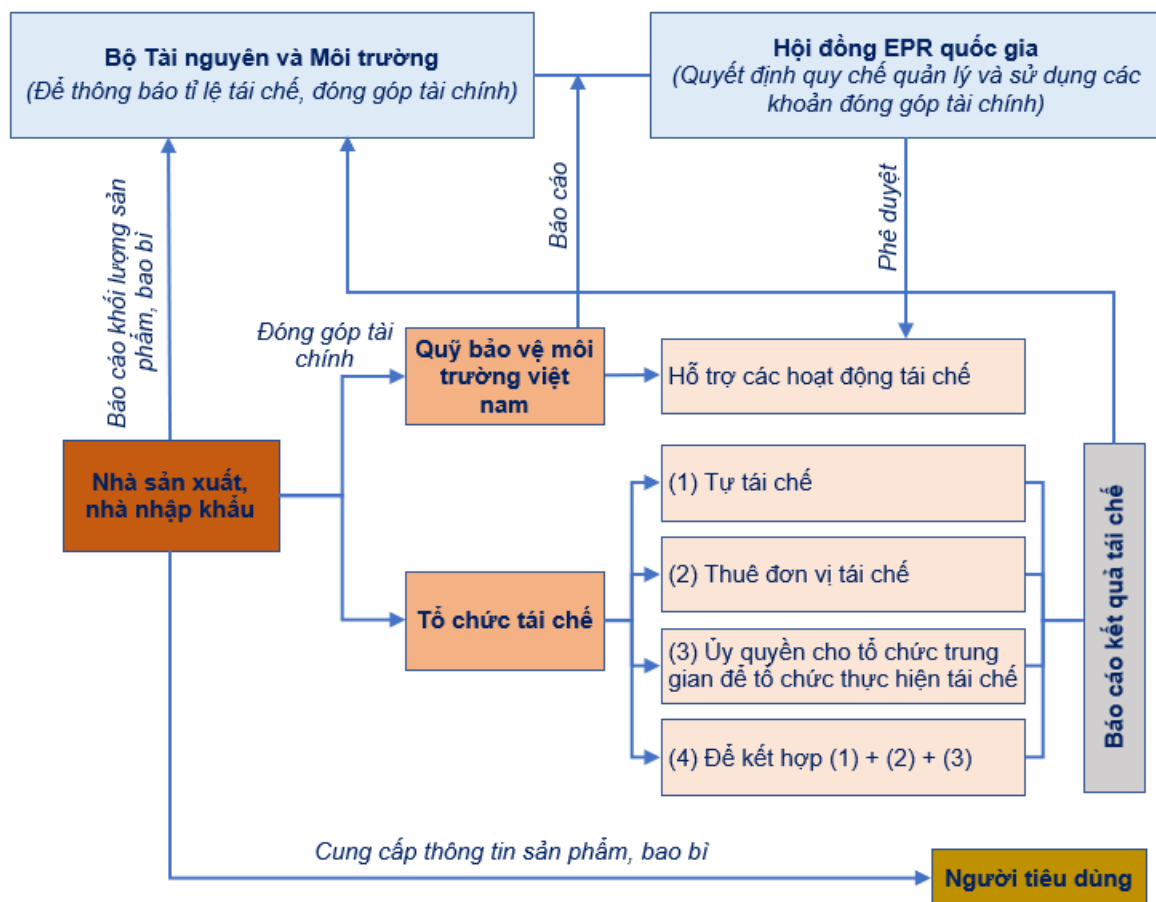 Bộ Tài nguyên và Môi trường
(Để thông báo tỉ lệ tái chế, đóng góp tài chính)
Hội đồng EPR quốc gia
(Quyết định quy chế quản lý và sử dụng các
khoản đóng góp tài chính)
Báo cáo khối lượng sản
phẩm, bao bì
Báo cáo
Phê duyệt
Đóng góp tài
chính
Quỹ bảo vệ môi
trường việt
nam
Hỗ trợ các hoạt động tái chế
Nhà sản xuất,
nhà nhập khẩu
Tổ chức tái chế
(1) Tự tái chế
(2) Thuê đơn vị tái chế
(3) Ủy quyền cho tổ chức trung
gian để tổ chức thực hiện tái chế
(4) Để kết hợp (1) + (2) + (3)
Báo cáo kết quả tái chế
Cung cấp thông tin sản phẩm, bao bì
Người tiêu dùng